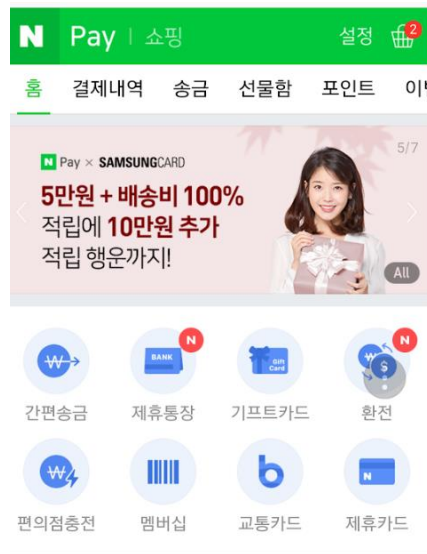 N Pay 쇼핑 설정 2
홈 결제내역 송금 선물함 포인트
5/7
N Pay × SAMSUNGCARD
5만원 + 배송비 100%
적립에 10만원 추가
적립 행운까지!
All
N N
BANK Gift
Card
간편송금 제휴통장 기프트카드 환전
N
편의점충전 멤버십 교통카드 제휴카드